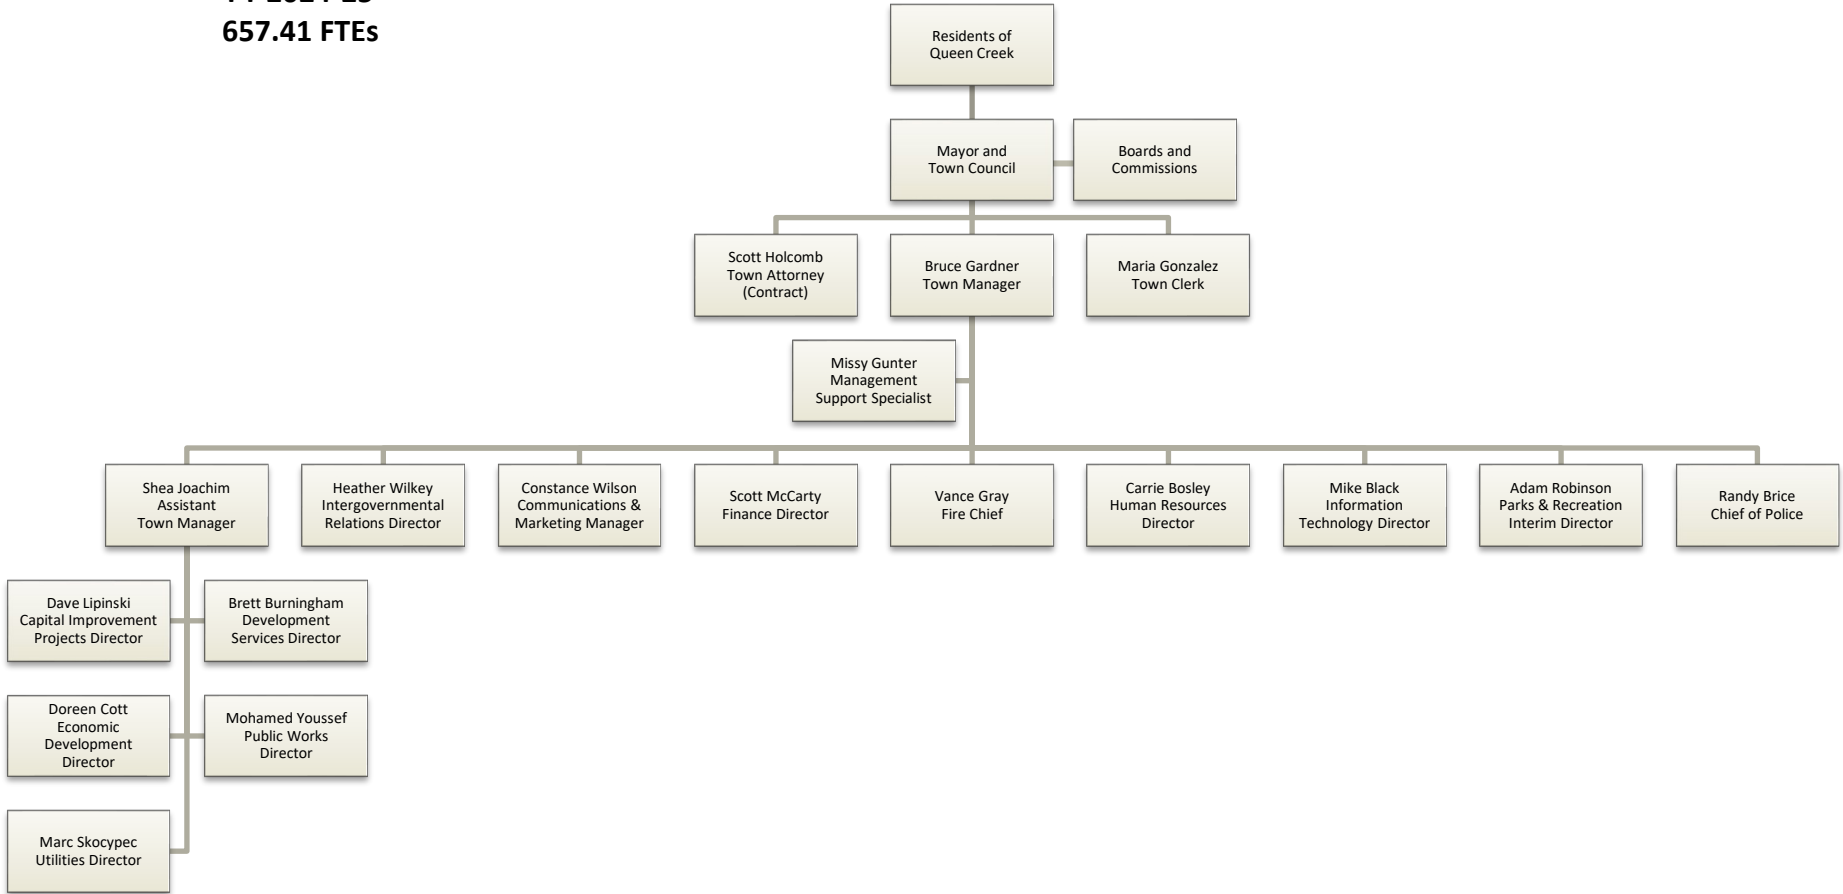 657.41 FTEs
Residents of
Queen Creek
Mayor and
Town Council
Boards and
Commissions
Scott Holcomb
Town Attorney
(Contract)
Bruce Gardner
Town Manager
Maria Gonzalez
Town Clerk
Missy Gunter
Management
Support Specialist
Shea Joachim
Assistant
Town Manager
Heather Wilkey
Intergovernmental
Relations Director
Constance Wilson
Communications &
Marketing Manager
Scott McCarty
Finance Director
Vance Gray
Fire Chief
Carrie Bosley
Human Resources
Director
Mike Black
Information
Technology Director
Adam Robinson
Parks & Recreation
Interim Director
Randy Brice
Chief of Police
Dave Lipinski
Capital Improvement
Projects Director
Brett Burningham
Development
Services Director
Doreen Cott
Economic
Development
Director
Mohamed Youssef
Public Works
Director
Marc Skocypec
Utilities Director